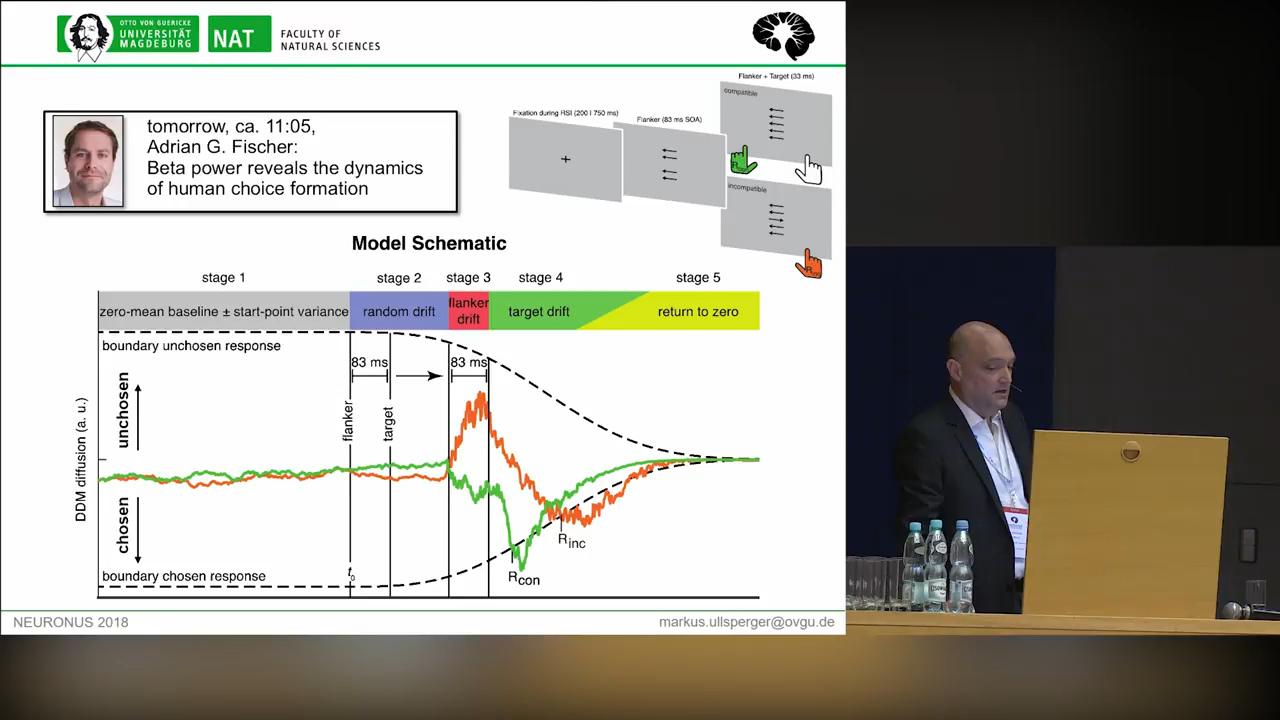 OTTO VON GUERICKE
UNIVERSITÄT
MAGDEBURG
NAT
FACULTY OF
NATURAL SCIENCES
tomorrow, ca. 11:05,
Adrian G. Fischer:
Beta power reveals the dynamics
of human choice formation
Fixation during RSI (200 I 750 ms)
Flanker (83 ms SOA)
Flanker + Target (33 ms)
compatible
incompatible
Model Schematic
stage 1
stage 2
stage 3
stage 4
stage 5
zero-mean baseline ± start-point variance
random drift
flanker
drift
target drift
return to zero
boundary unchosen response
83 ms
83 ms
flanker
target
DDM diffusion (a. u.)
unchosen
chosen
boundary chosen response
t0
Rinc
Rcon
NEURONUS 2018
markus.ullsperger@ovgu.de